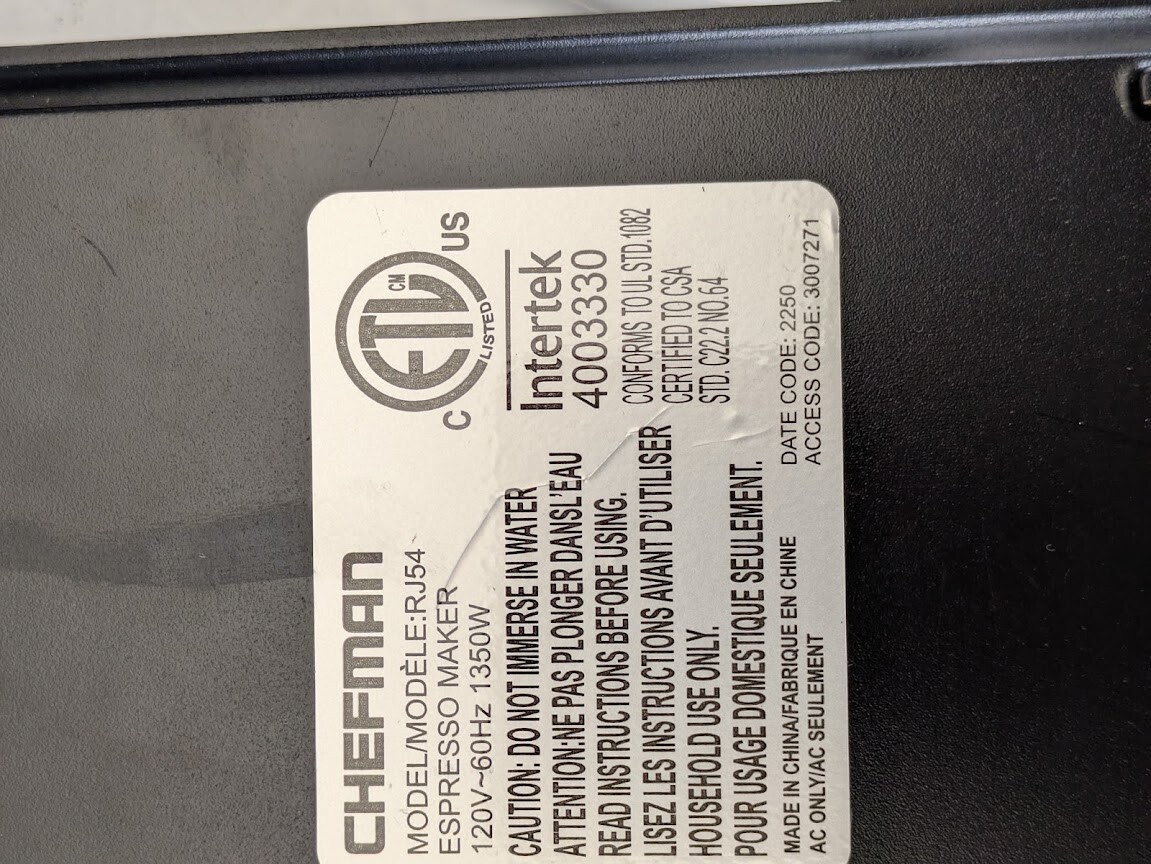 CHEFMAN
MODEL/MODÈLE:RJ54
ESPRESSO MAKER
120V~60Hz 1350W
CAUTION: DO NOT IMMERSE IN WATER
ATTENTION:NE PAS PLONGER DANSL'EAU
READ INSTRUCTIONS BEFORE USING.
LISEZ LES INSTRUCTIONS AVANT D'UTILISER
HOUSEHOLD USE ONLY.
POUR USAGE DOMESTIQUE SEULEMENT.
MADE IN CHINA/FABRIQUE EN CHINE
AC ONLY/AC SEULEMENT
ETL CM
LISTED
C US
Intertek
4003330
CONFORMS TO UL STD.1082
CERTIFIED TO CSA
STD. C22.2 NO.64
DATE CODE: 2250
ACCESS CODE: 3007271